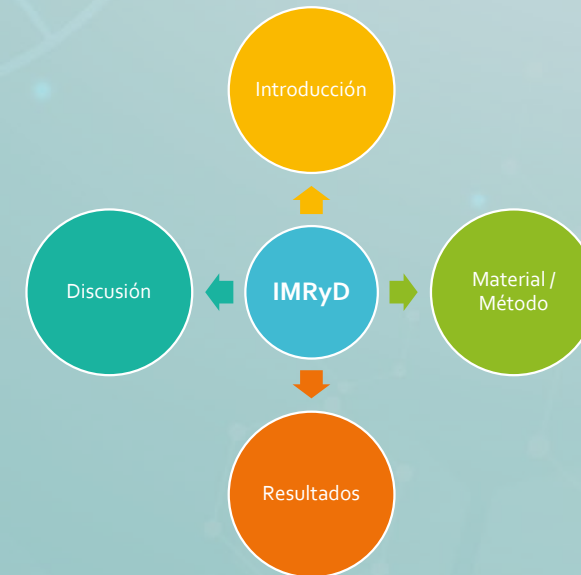 Introducción
Discusión
IMRyD
Material /
Método
Resultados